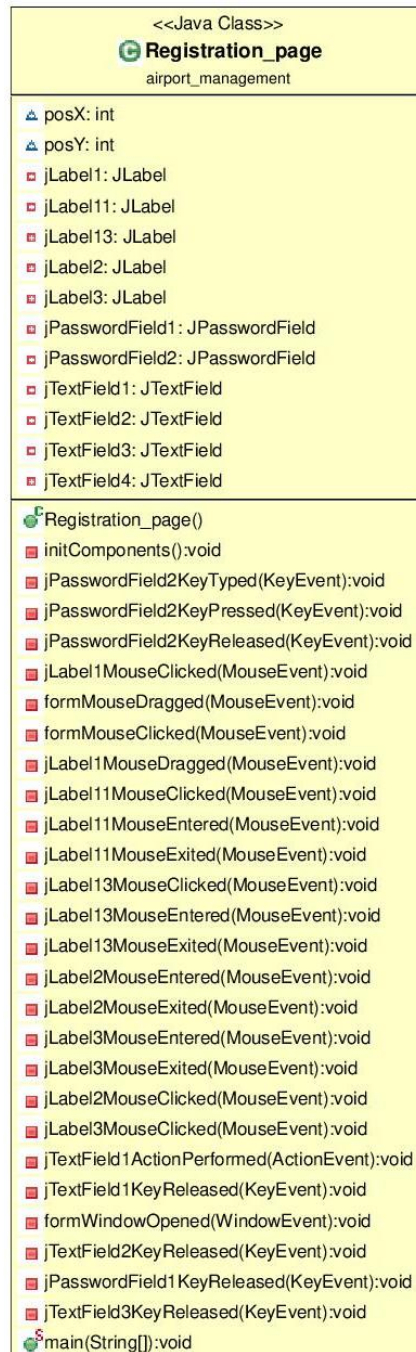 <<Java Class>>
Registration_page
airport_management
posX: int
posY: int
jLabel1: JLabel
jLabel11: JLabel
jLabel13: JLabel
jLabel2: JLabel
jLabel3: JLabel
jPasswordField1: JPasswordField
jPasswordField2: JPasswordField
jTextField1: JTextField
jTextField2: JTextField
jTextField3: JTextField
jTextField4: JTextField
Registration_page()
initComponents():void
jPasswordField2KeyTyped(KeyEvent):void
jPasswordField2KeyPressed(KeyEvent):void
jPasswordField2KeyReleased(KeyEvent):void
jLabel1MouseClicked(MouseEvent):void
formMouseDragged(MouseEvent):void
formMouseClicked(MouseEvent):void
jLabel1MouseDragged(MouseEvent):void
jLabel11MouseClicked(MouseEvent):void
jLabel11MouseEntered(MouseEvent):void
jLabel11MouseExited(MouseEvent):void
jLabel13MouseClicked(MouseEvent):void
jLabel13MouseEntered(MouseEvent):void
jLabel13MouseExited(MouseEvent):void
jLabel2MouseEntered(MouseEvent):void
jLabel2MouseExited(MouseEvent):void
jLabel3MouseEntered(MouseEvent):void
jLabel3MouseExited(MouseEvent):void
jLabel2MouseClicked(MouseEvent):void
jLabel3MouseClicked(MouseEvent):void
jTextField1ActionPerformed(ActionEvent):void
jTextField1KeyReleased(KeyEvent):void
formWindowOpened(WindowEvent):void
jTextField2KeyReleased(KeyEvent):void
jPasswordField1KeyReleased(KeyEvent):void
jTextField3KeyReleased(KeyEvent):void
main(String[]):void